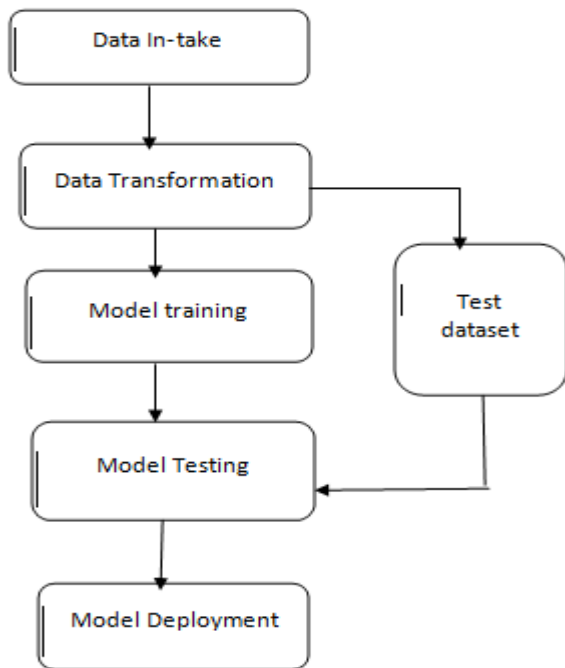 Data In-take
Data Transformation
Model training
Test
dataset
Model Testing
Model Deployment